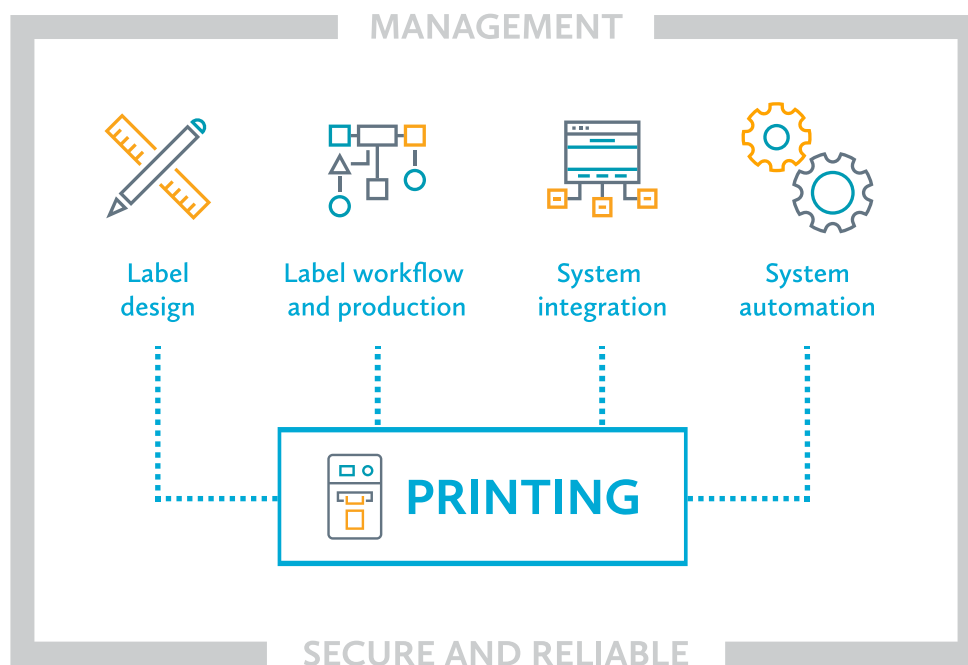 MANAGEMENT
Label
design
Label workflow
and production
System
integration
System
automation
PRINTING
SECURE AND RELIABLE